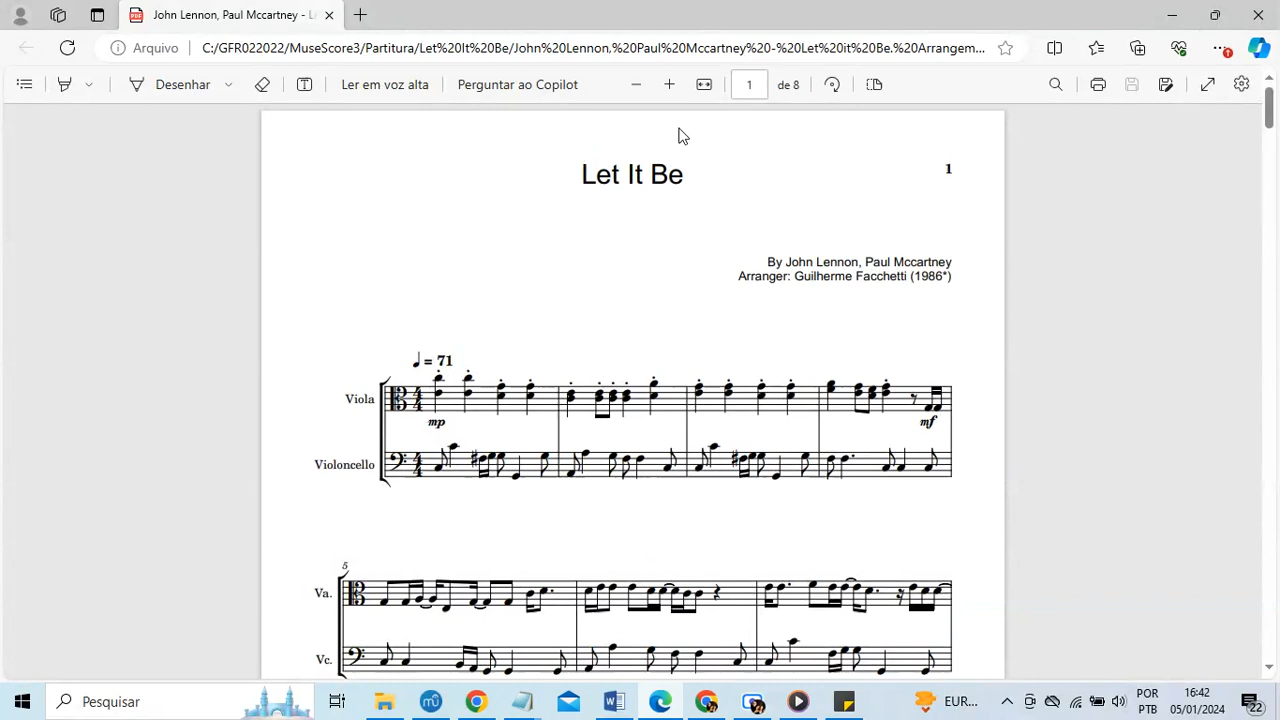 John Lennon, Paul Mccartney - Le
Arquivo C:/GFR022022/MuseScore3/Partitura/Let%20It%20Be/John%20Lennon,%20Paul%20Mccartney%20-%20Let%20it%20Be.%20Arrangem...
Desenhar Ler em voz alta Perguntar ao Copilot 1 de 8
Let It Be
1
By John Lennon, Paul Mccartney
Arranger: Guilherme Facchetti (1986*)
= 71
Viola
mp
mf
Violoncello
5
Va.
Vc.
Pesquisar
EUR...
POR
PTB
16:42
05/01/2024
22